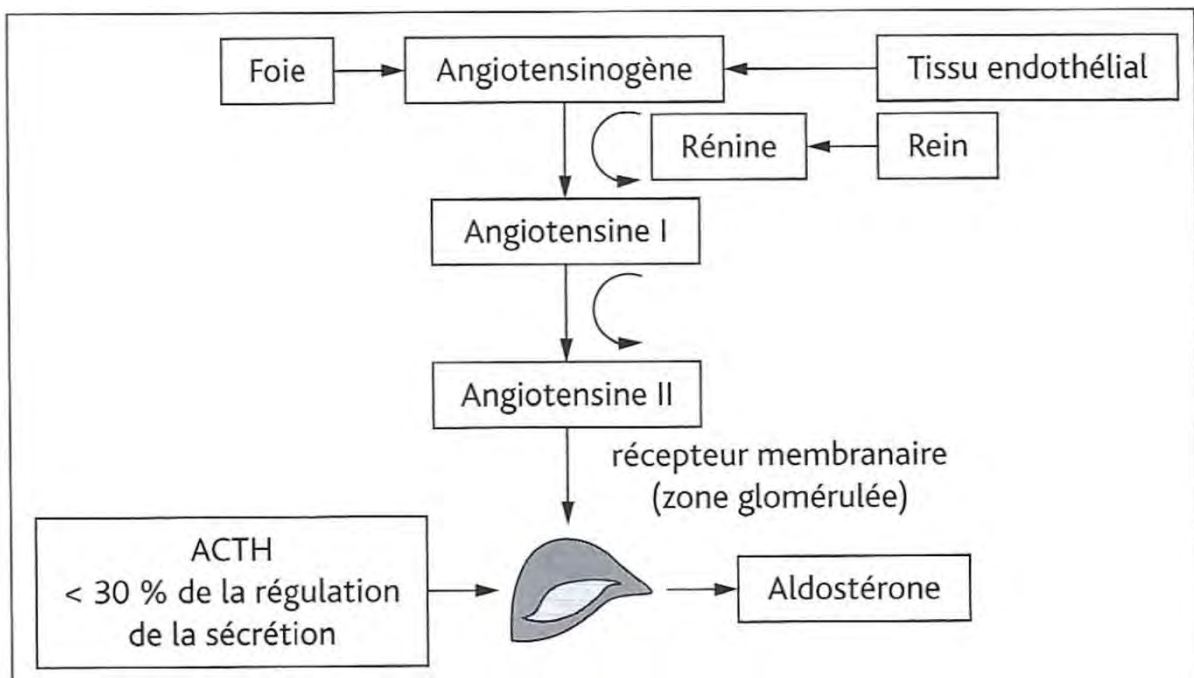 Foie
Angiotensinogène
Tissu endothélial
Rénine
Rein
Angiotensine I
Angiotensine II
récepteur membranaire
(zone glomérulée)
ACTH
< 30 % de la régulation
de la sécrétion
Aldostérone